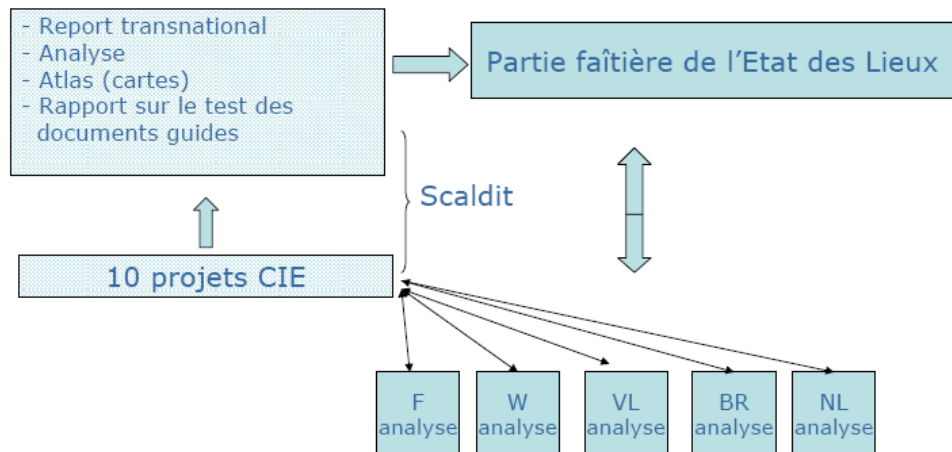 - Report transnational
- Analyse
- Atlas (cartes)
- Rapport sur le test des
documents guides
Partie faîtière de l’Etat des Lieux
Scaldit
10 projets CIE
F
analyse
W
analyse
VL
analyse
BR
analyse
NL
analyse